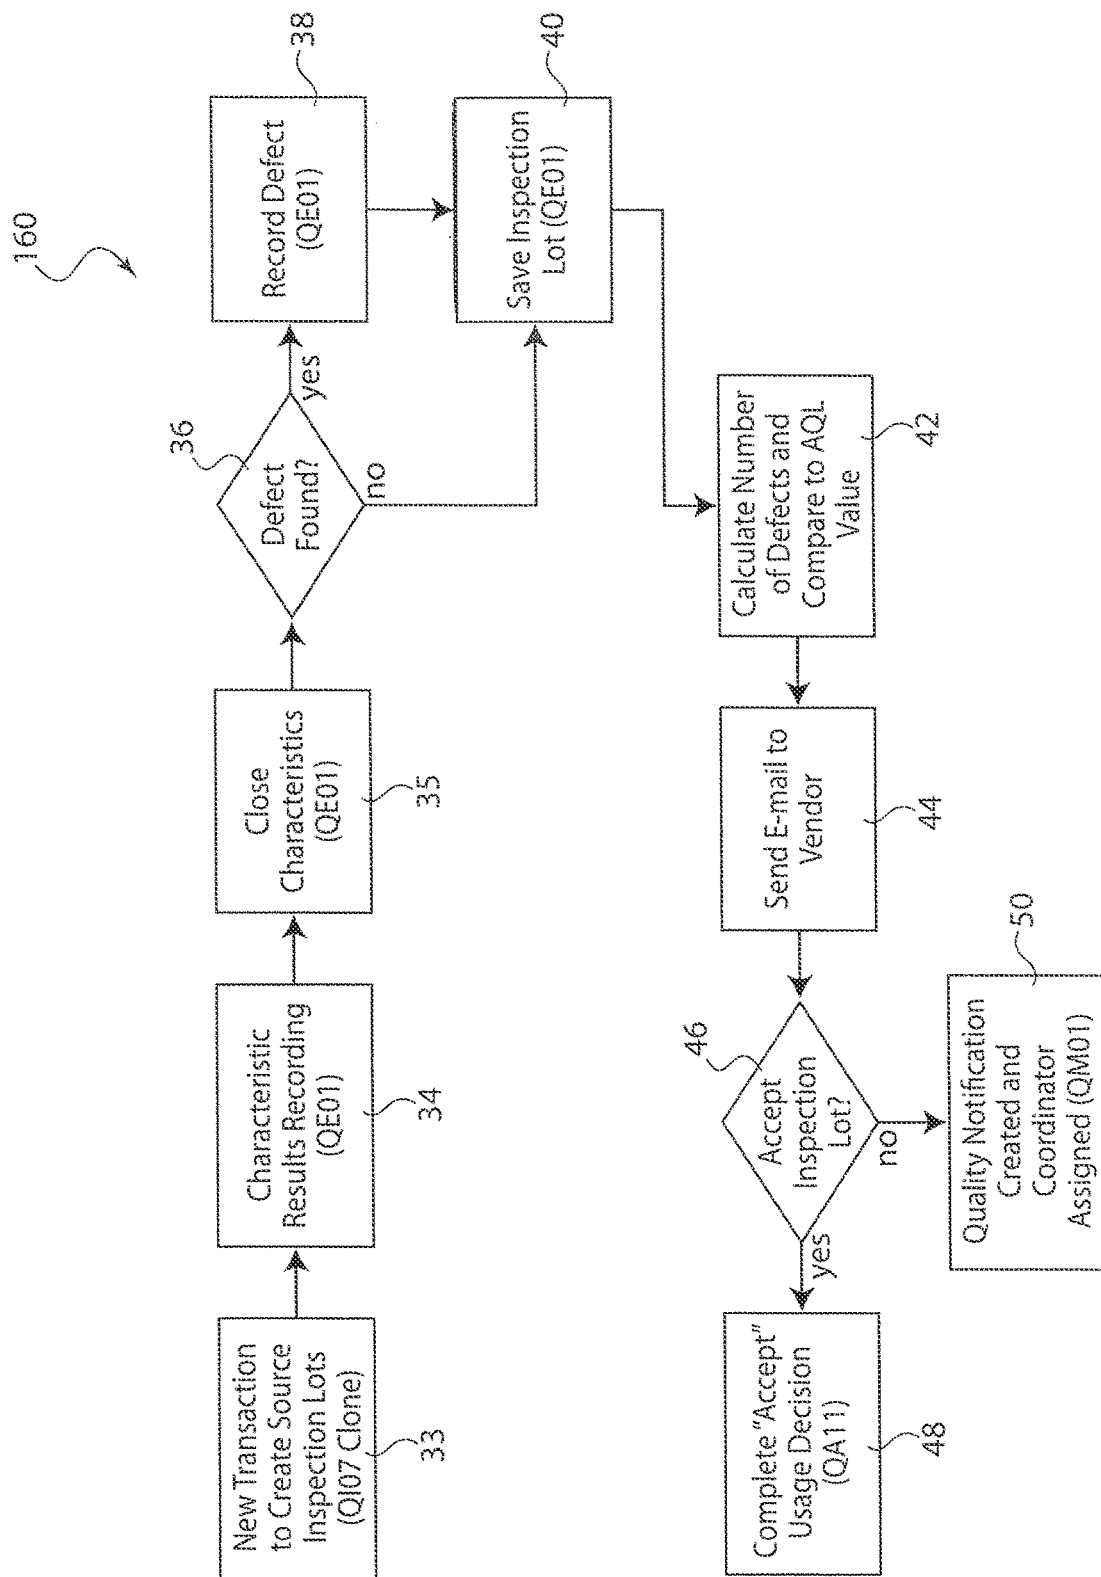 160
New Transaction
to Create Source
Inspection Lots
(QI07 Clone)
33
Characteristic
Results Recording
(QE01)
34
Close
Characteristics
(QE01)
35
Defect
Found?
36
yes
no
Record Defect
(QE01)
38
Save Inspection
Lot (QE01)
40
Calculate Number
of Defects and
Compare to AQL
Value
42
Send E-mail to
Vendor
44
Accept
Inspection
Lot?
46
yes
no
Complete “Accept”
Usage Decision
(QA11)
48
Quality Notification
Created and
Coordinator
Assigned (QM01)
50